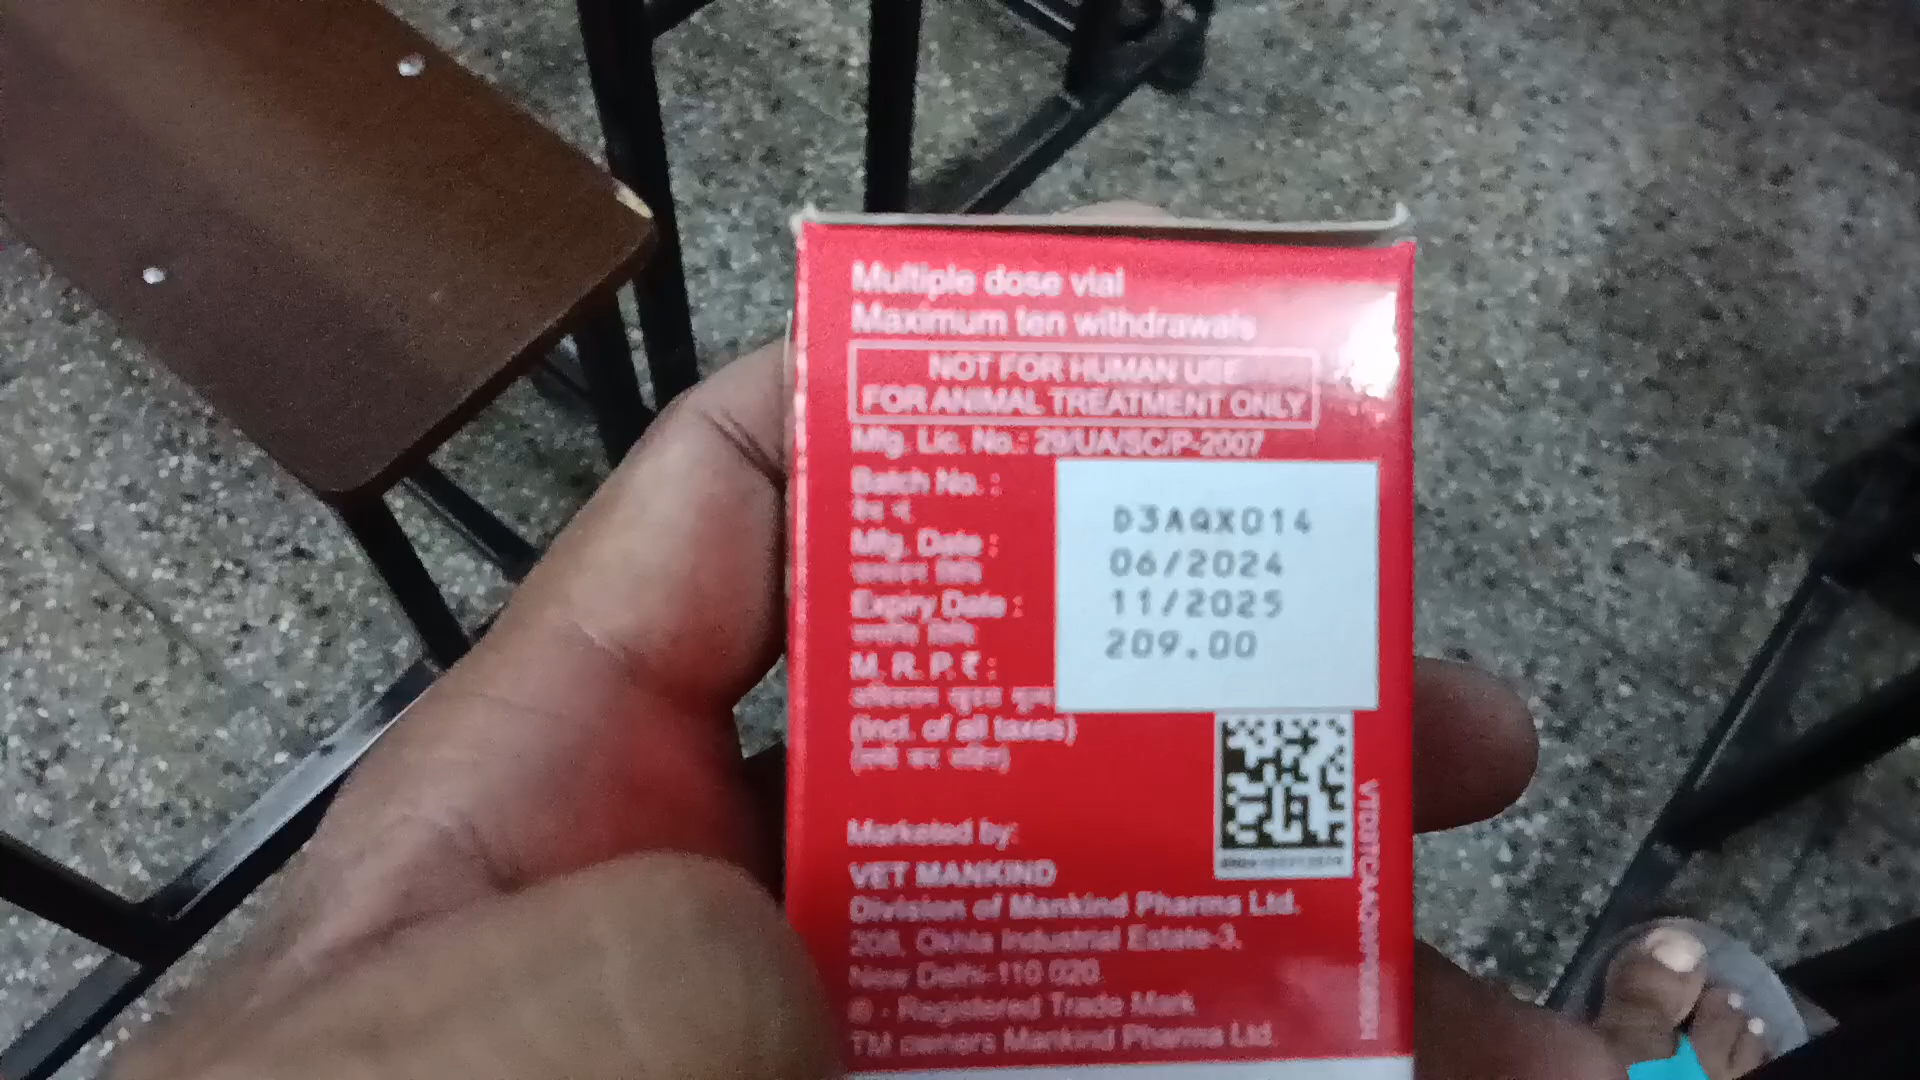 Multiple dose vial
Maximum ten withdrawals
NOT FOR HUMAN USE
FOR ANIMAL TREATMENT ONLY
Mfg. Lic. No.: 29/UA/SC/P-2007
Batch No. : D3AQX014
Mfg. Date : 06/2024
Expiry Date : 11/2025
M. R. P. ₹ : 209.00
(Incl. of all taxes)
Marketed by:
VET MANKIND
Division of Mankind Pharma Ltd.
208, Okhla Industrial Estate-3,
New Delhi-110 020.
® - Registered Trade Mark
TM owners Mankind Pharma Ltd.